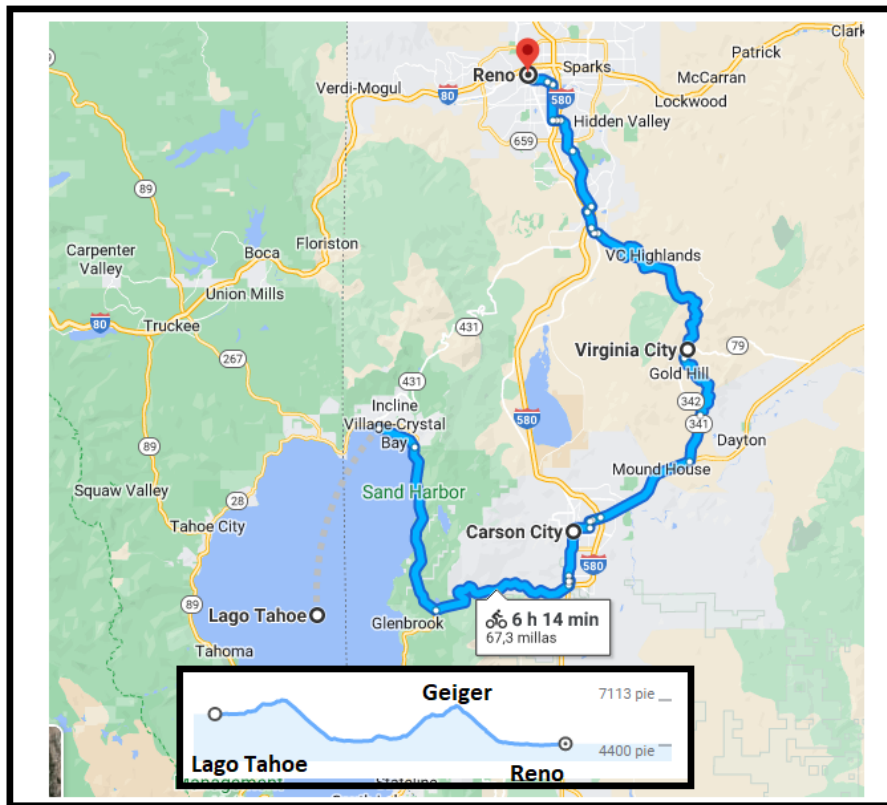 Clark
Patrick
Reno
Sparks
McCarran
Verdi-Mogul
80
580
Lockwood
Hidden Valley
659
89
Carpenter
Valley
Boca
Floriston
VC Highlands
Union Mills
80
Truckee
431
267
Virginia City
79
Gold Hill
431
342
Incline
Village-Crystal
Bay
580
341
Dayton
89
Mound House
Squaw Valley
Sand Harbor
28
Tahoe City
Carson City
580
89
Lago Tahoe
Glenbrook
6 h 14 min
67,3 millas
Tahoma
Geiger
7113 pie
4400 pie
Lago Tahoe
Reno